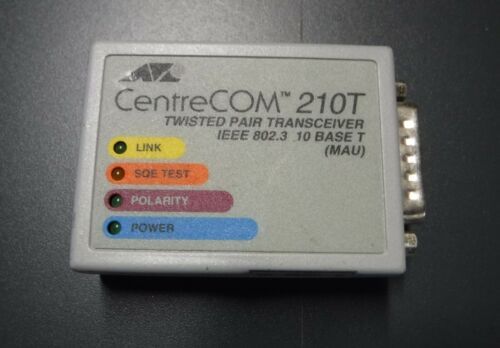 CentreCOM™ 210T
TWISTED PAIR TRANSCEIVER
IEEE 802.3 10 BASE T
(MAU)
LINK
SQE TEST
POLARITY
POWER